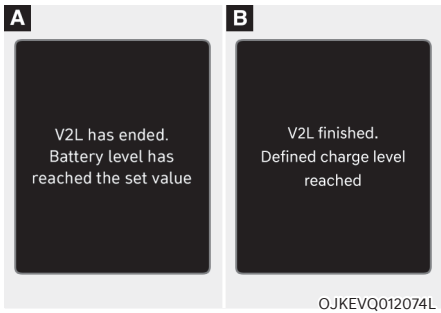 A
V2L has ended.
Battery level has
reached the set value
B
V2L finished.
Defined charge level
reached
OJKEVQ012074L